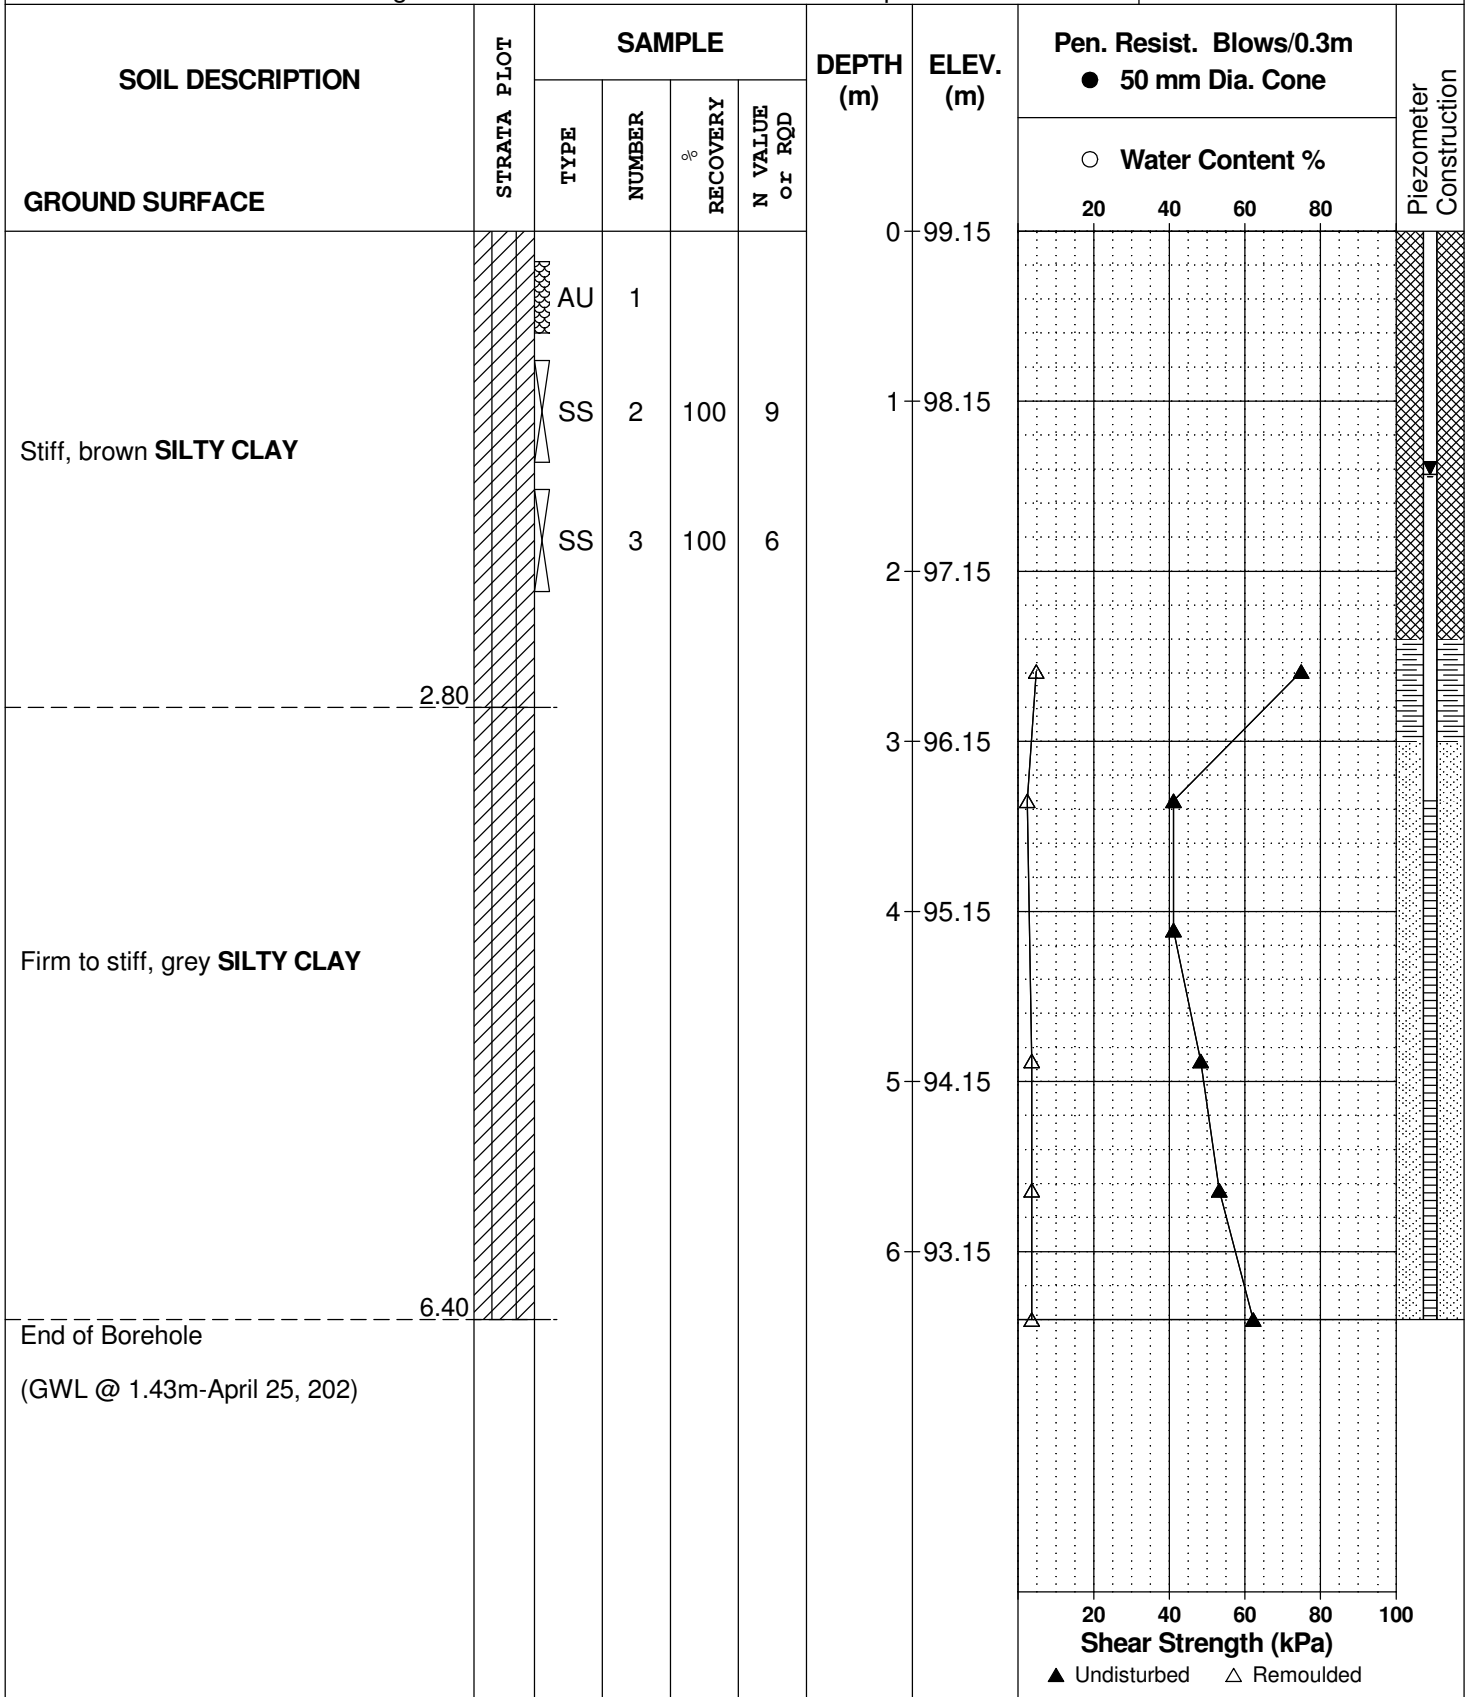 SOIL DESCRIPTION
GROUND SURFACE
STRATA PLOT
SAMPLE
TYPE
NUMBER
%
RECOVERY
N VALUE
or RQD
DEPTH
(m)
ELEV.
(m)
Pen. Resist. Blows/0.3m
● 50 mm Dia. Cone
○ Water Content %
20 40 60 80
Piezometer
Construction
0 99.15
AU 1
SS 2 100 9
1 98.15
Stiff, brown SILTY CLAY
SS 3 100 6
2 97.15
2.80
3 96.15
4 95.15
Firm to stiff, grey SILTY CLAY
5 94.15
6 93.15
6.40
End of Borehole
(GWL @ 1.43m-April 25, 202)
20 40 60 80 100
Shear Strength (kPa)
▲ Undisturbed △ Remoulded